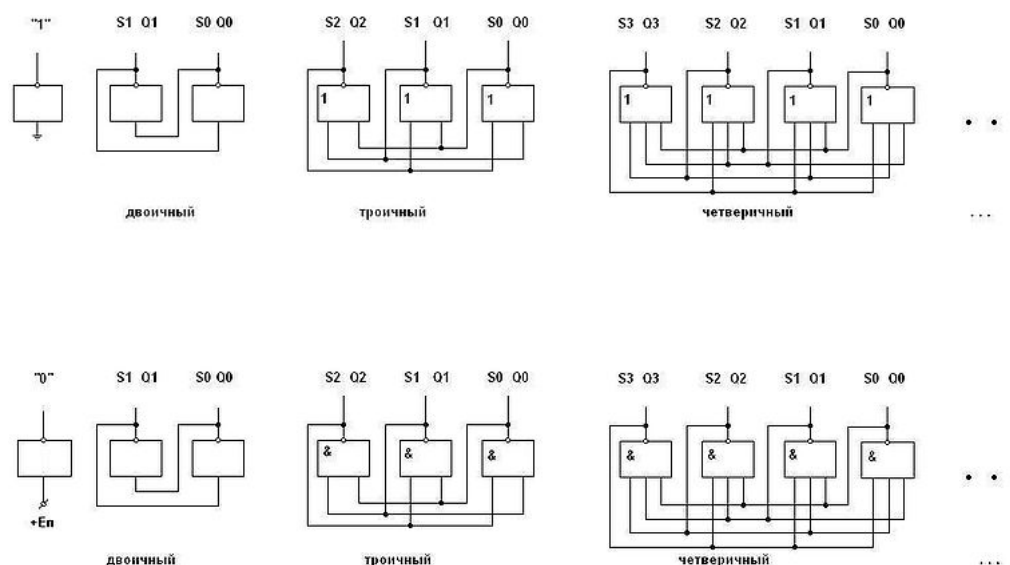 "1" S1 Q1 S0 Q0 S2 Q2 S1 Q1 S0 Q0 S3 Q3 S2 Q2 S1 Q1 S0 Q0
1 1 1 1 1 1 1
двоичный троичный четверичный ...
"0" S1 Q1 S0 Q0 S2 Q2 S1 Q1 S0 Q0 S3 Q3 S2 Q2 S1 Q1 S0 Q0
& & & & & & &
+Еп
двоичный троичный четверичный ...